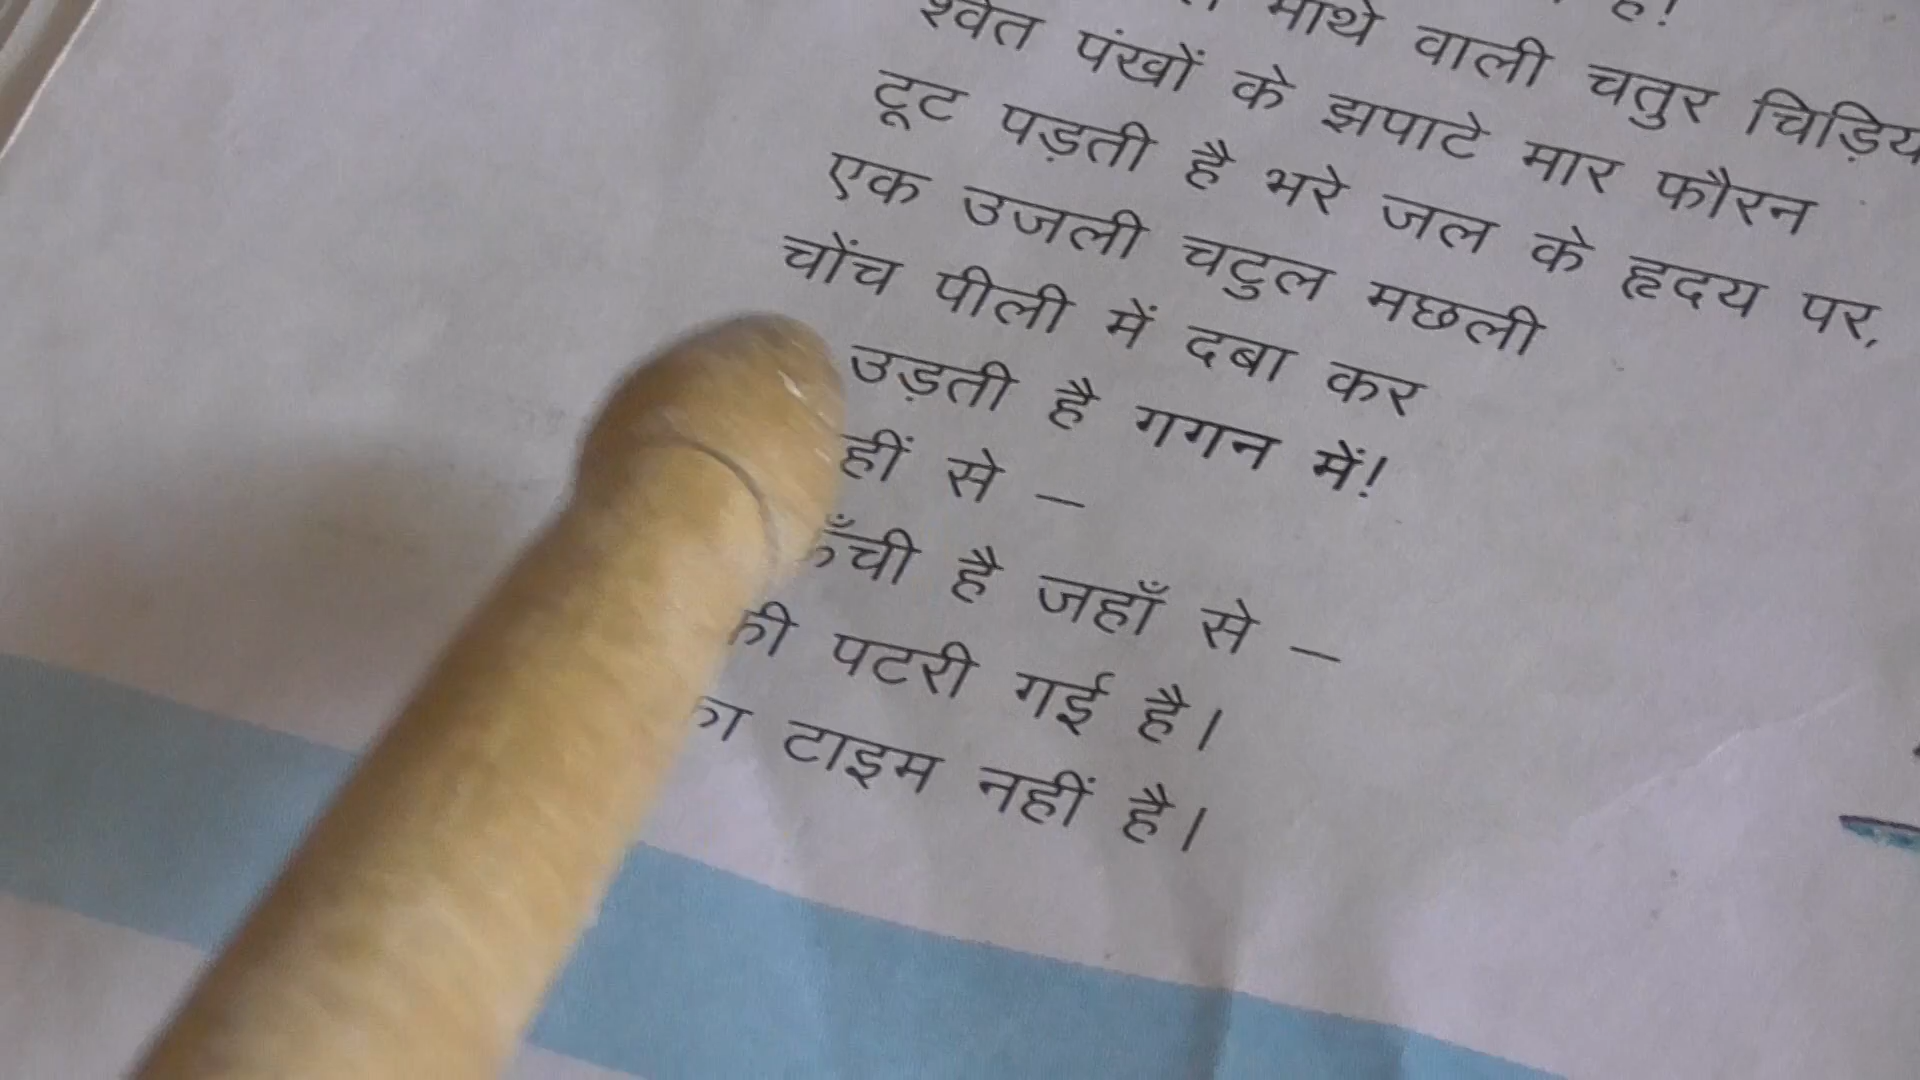 है!
माथे वाली चतुर
श्वेत पंखों के झपाटे मार फौरन
टूट पड़ती है भरे जल के हृदय पर,
एक उजली चटुल मछली
चोंच पीली में दबा कर
उड़ती है गगन में!
से –
है जहाँ से –
की पटरी गई है।
का टाइम नहीं है।